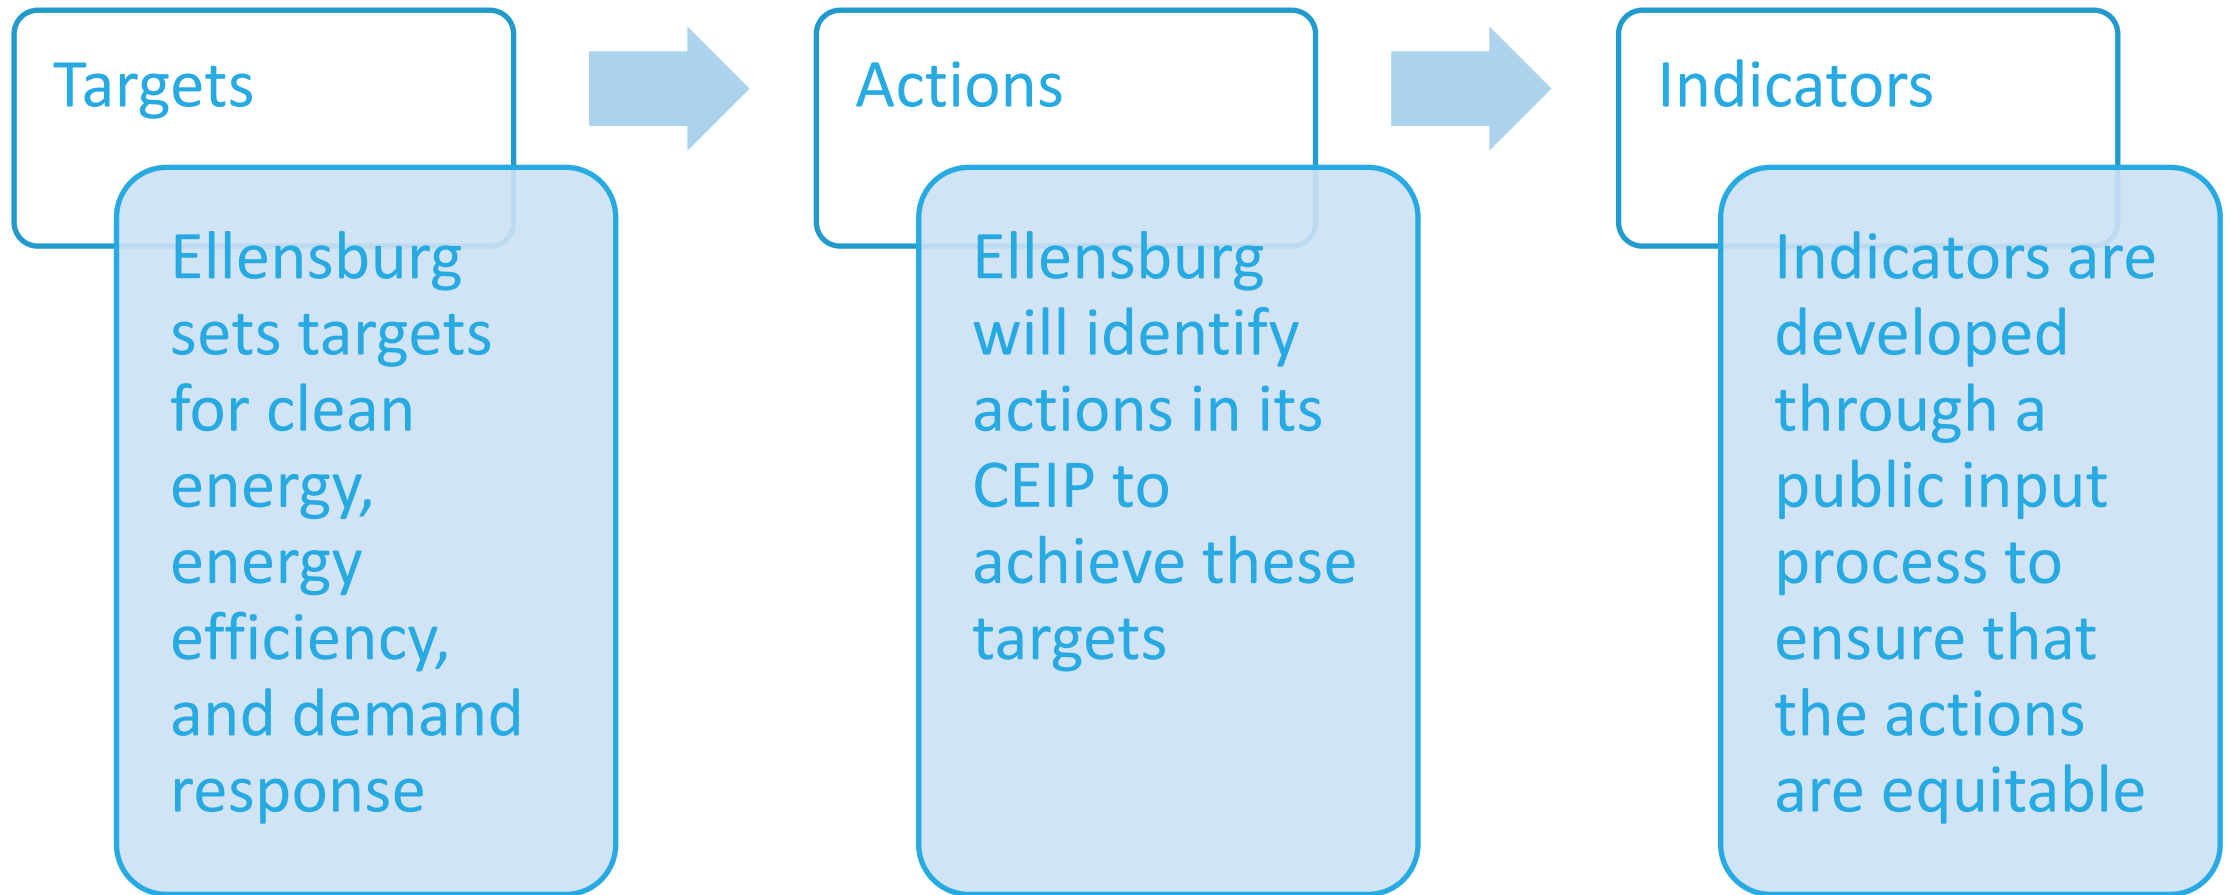 Targets
Ellensburg
sets targets
for clean
energy,
energy
efficiency,
and demand
response
Actions
Ellensburg
will identify
actions in its
CEIP to
achieve these
targets
Indicators
Indicators are
developed
through a
public input
process to
ensure that
the actions
are equitable